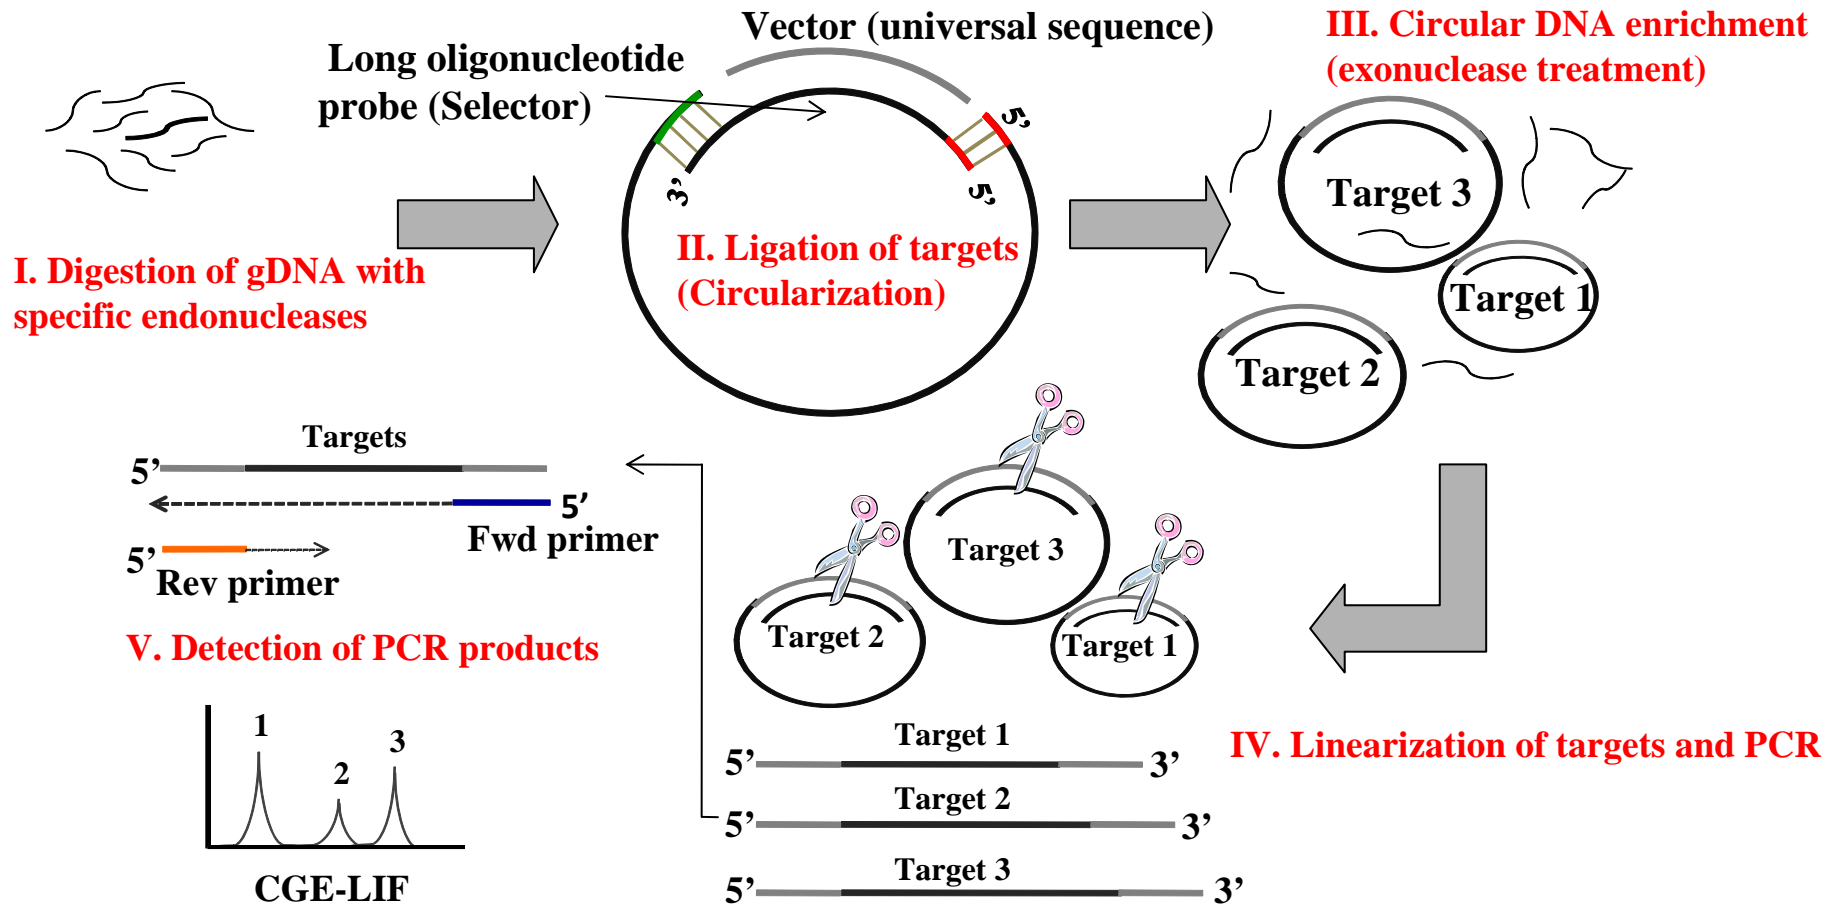 Vector (universal sequence)
Long oligonucleotide
probe (Selector)
5’
3’
5’
I. Digestion of gDNA with
specific endonucleases
II. Ligation of targets
(Circularization)
III. Circular DNA enrichment
(exonuclease treatment)
Target 3
Target 1
Target 2
Target 3
Target 2
Target 1
IV. Linearization of targets and PCR
Target 1
5’ 3’
Target 2
5’ 3’
Target 3
5’ 3’
Targets
5’
5’
Fwd primer
5’
Rev primer
V. Detection of PCR products
1
2
3
CGE-LIF